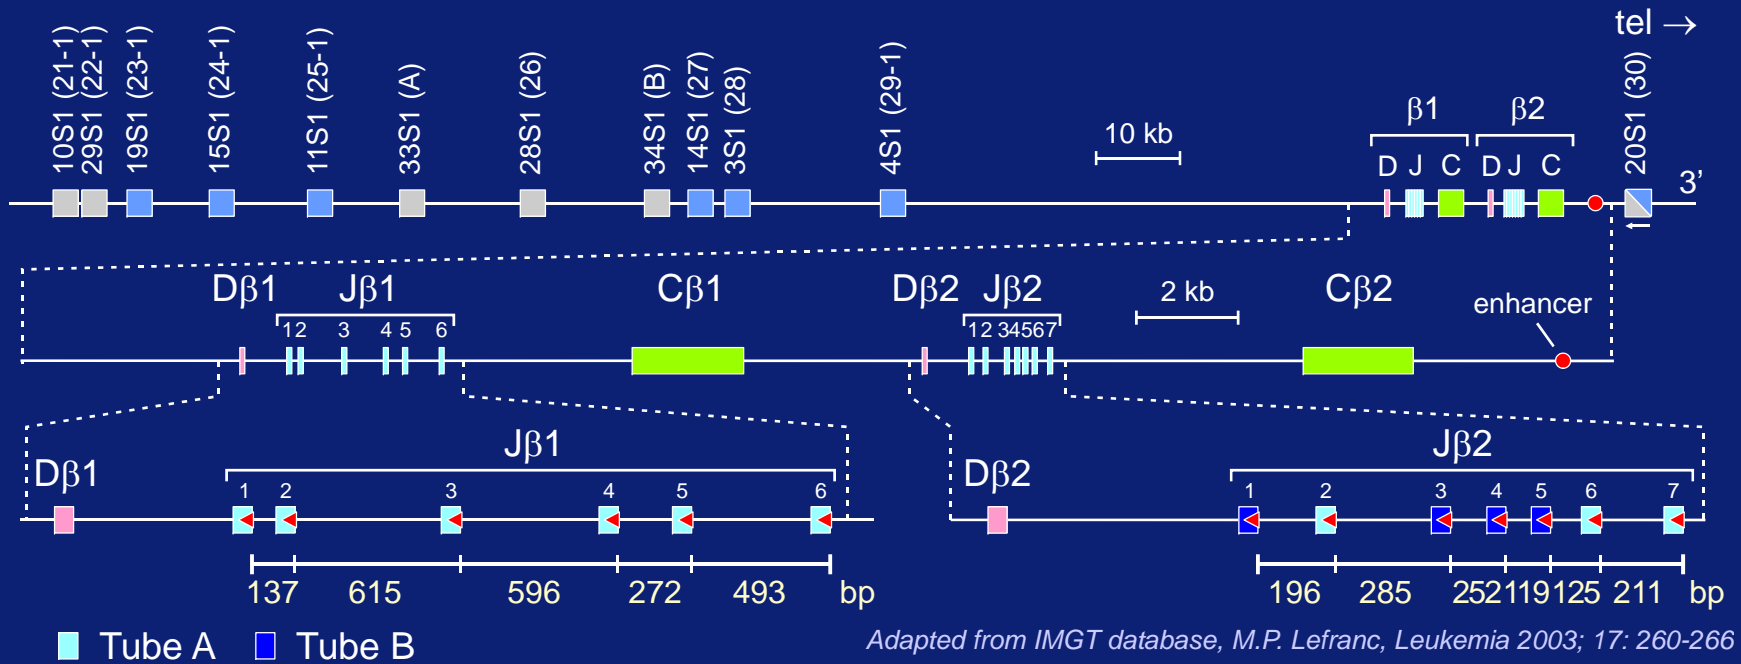 tel →
10S1 (21-1)
29S1 (22-1)
19S1 (23-1)
15S1 (24-1)
11S1 (25-1)
33S1 (A)
28S1 (26)
34S1 (B)
14S1 (27)
3S1 (28)
4S1 (29-1)
10 kb
β1
β2
D J C D J C
20S1 (30)
3’
Dβ1 Jβ1 Cβ1 Dβ2 Jβ2 2 kb Cβ2
enhancer
1 2 3 4 5 6 1 2 3 4 5 6 7
Jβ1 Jβ2
Dβ1 Dβ2
1 2 3 4 5 6 1 2 3 4 5 6 7
137 615 596 272 493 bp 196 285 252 119 125 211 bp
Tube A Tube B
Adapted from IMGT database, M.P. Lefranc, Leukemia 2003; 17: 260-266